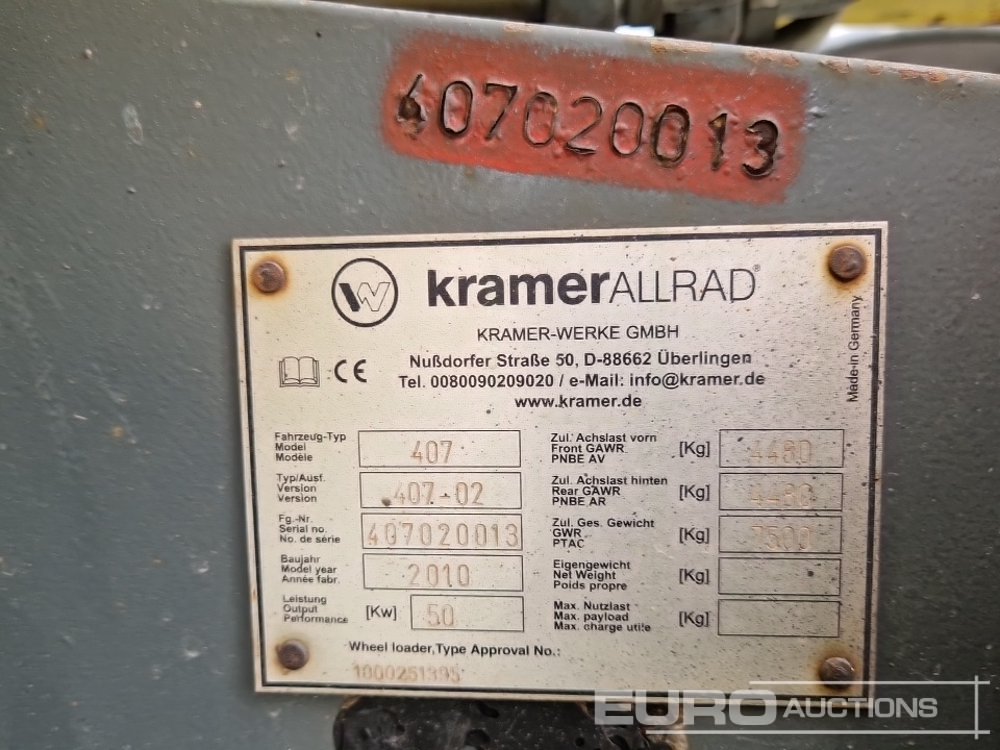 407020013
kramerALLRAD®
KRAMER-WERKE GMBH
Nußdorfer Straße 50, D-88662 Überlingen
Tel. 0080090209020 / e-Mail: info@kramer.de
www.kramer.de
CE
Made in Germany
Fahrzeug-Typ
Model
Modèle
407
Typ/Ausf.
Version
Version
407-02
Fg.-Nr.
Serial no.
No. de série
407020013
Baujahr
Model year
Année fabr.
2010
Leistung
Output
Performance
[Kw]
50
Zul. Achslast vorn
Front GAWR
PNBE AV
[Kg]
4480
Zul. Achslast hinten
Rear GAWR
PNBE AR
[Kg]
4480
Zul. Ges. Gewicht
GWR
PTAC
[Kg]
7500
Eigengewicht
Net Weight
Poids propre
[Kg]
Max. Nutzlast
Max. payload
Max. charge utile
[Kg]
Wheel loader,Type Approval No.:
1000251395
EURO AUCTIONS